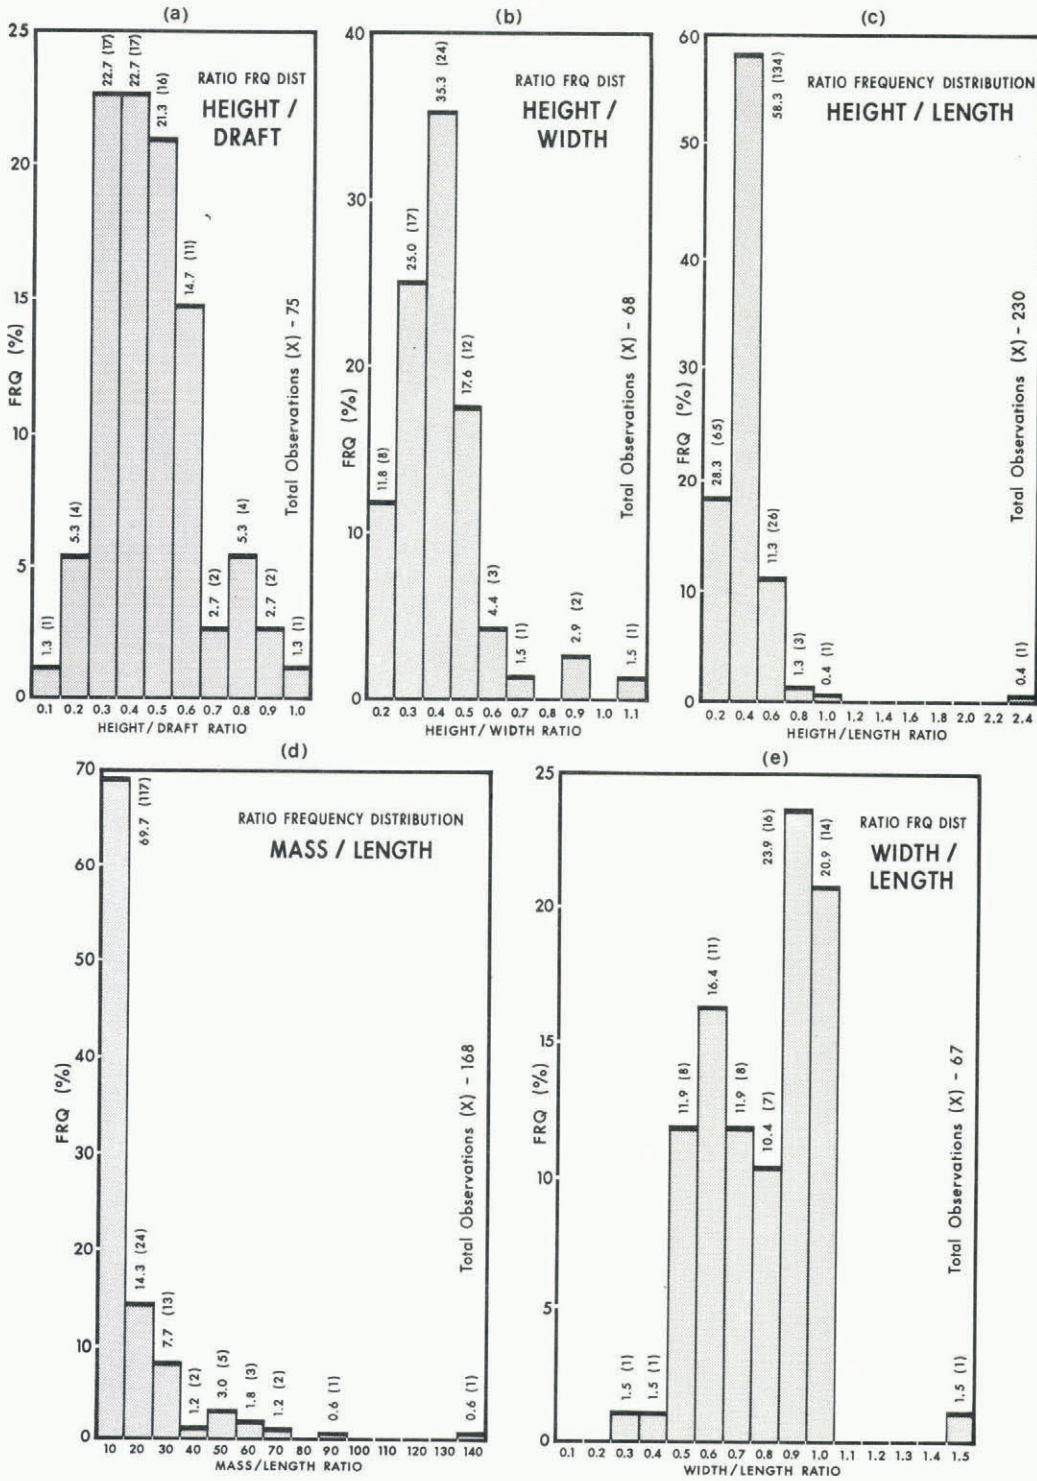 (a)
25
20
15
10
5
0
FRQ (%)
RATIO FRQ DIST
HEIGHT /
DRAFT
Total Observations (X) - 75
1.3 (1)
5.3 (4)
22.7 (17)
22.7 (17)
21.3 (16)
14.7 (11)
2.7 (2)
5.3 (4)
2.7 (2)
1.3 (1)
0.1 0.2 0.3 0.4 0.5 0.6 0.7 0.8 0.9 1.0
HEIGHT/DRAFT RATIO
(b)
40
30
20
10
0
FRQ (%)
RATIO FRQ DIST
HEIGHT /
WIDTH
Total Observations (X) - 68
11.8 (8)
25.0 (17)
35.3 (24)
17.6 (12)
4.4 (3)
1.5 (1)
2.9 (2)
1.5 (1)
0.2 0.3 0.4 0.5 0.6 0.7 0.8 0.9 1.0 1.1
HEIGHT/WIDTH RATIO
(c)
60
50
40
30
20
10
0
FRQ (%)
RATIO FREQUENCY DISTRIBUTION
HEIGHT / LENGTH
Total Observations (X) - 230
28.3 (65)
58.3 (134)
11.3 (26)
1.3 (3)
0.4 (1)
0.4 (1)
0.2 0.4 0.6 0.8 1.0 1.2 1.4 1.6 1.8 2.0 2.2 2.4
HEIGTH/LENGTH RATIO
(d)
70
60
50
40
30
20
10
0
FRQ (%)
RATIO FREQUENCY DISTRIBUTION
MASS / LENGTH
Total Observations (X) - 168
69.7 (117)
14.3 (24)
7.7 (13)
1.2 (2)
3.0 (5)
1.8 (3)
1.2 (2)
0.6 (1)
0.6 (1)
10 20 30 40 50 60 70 80 90 100 110 120 130 140
MASS/LENGTH RATIO
(e)
25
20
15
10
5
0
FRQ (%)
RATIO FRQ DIST
WIDTH /
LENGTH
Total Observations (X) - 67
1.5 (1)
1.5 (1)
11.9 (8)
16.4 (11)
11.9 (8)
10.4 (7)
23.9 (16)
20.9 (14)
1.5 (1)
0.1 0.2 0.3 0.4 0.5 0.6 0.7 0.8 0.9 1.0 1.1 1.2 1.3 1.4 1.5
WIDTH/LENGTH RATIO